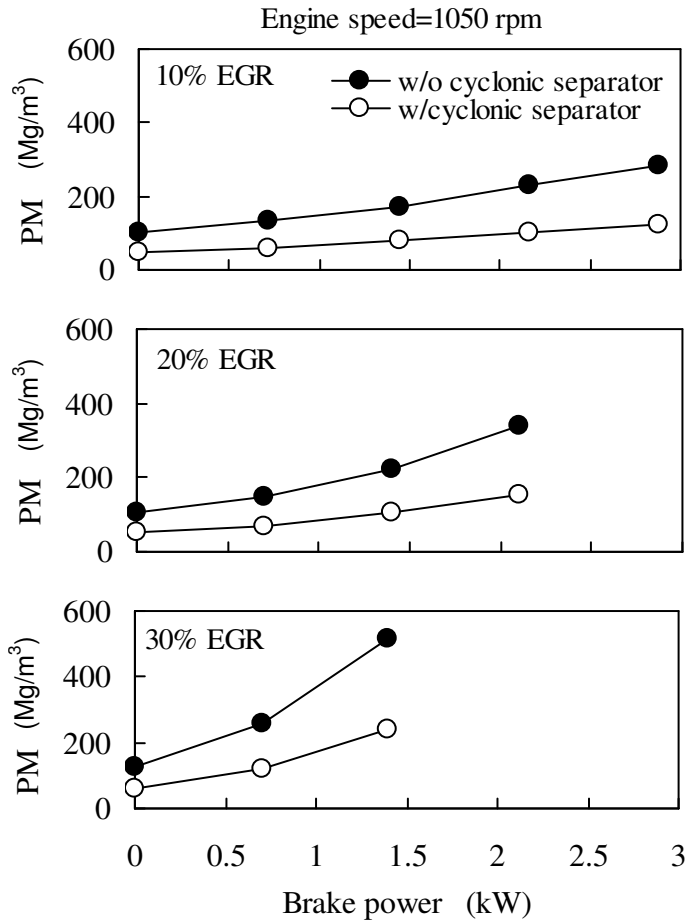 Engine speed=1050 rpm
600
400
200
0
PM (Mg/m³)
10% EGR
w/o cyclonic separator
w/cyclonic separator
600
400
200
0
PM (Mg/m³)
20% EGR
600
400
200
0
PM (Mg/m³)
30% EGR
0 0.5 1 1.5 2 2.5 3
Brake power (kW)